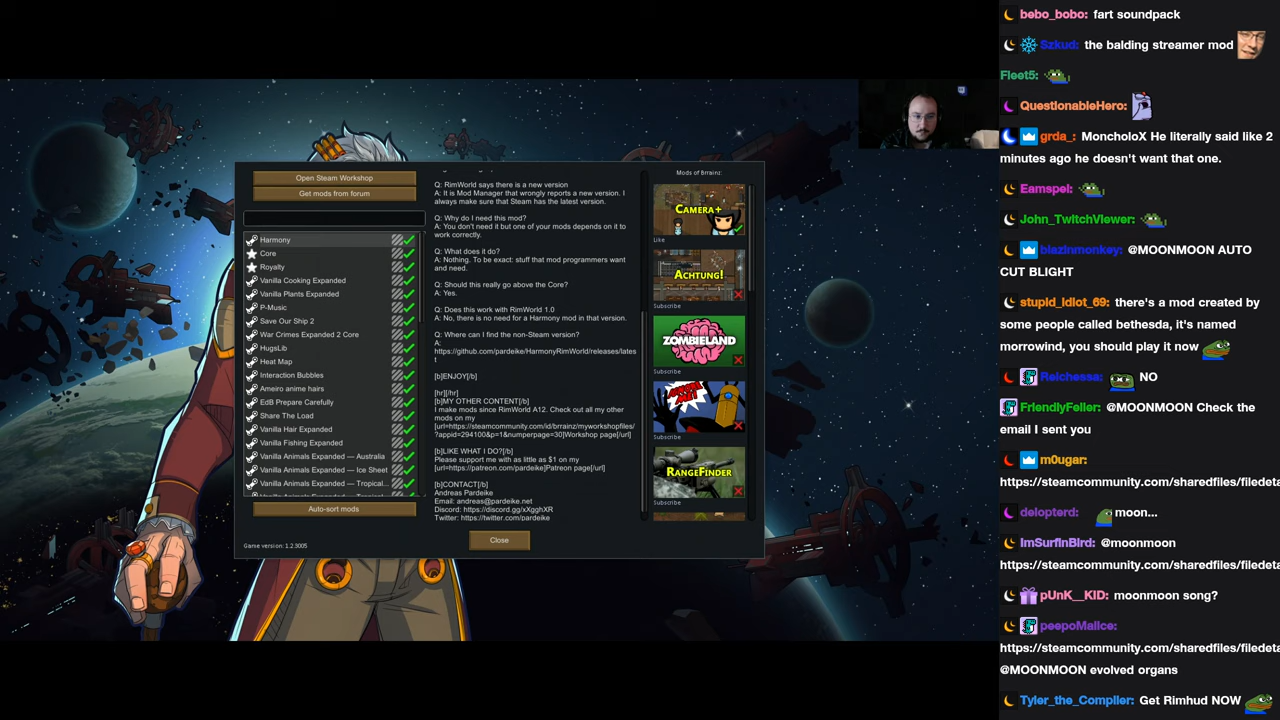 Open Steam Workshop
Get mods from forum
Harmony
Core
Royalty
Vanilla Cooking Expanded
Vanilla Plants Expanded
P-Music
Save Our Ship 2
War Crimes Expanded 2 Core
HugsLib
Heat Map
Interaction Bubbles
Ameiro anime hairs
EdB Prepare Carefully
Share The Load
Vanilla Hair Expanded
Vanilla Fishing Expanded
Vanilla Animals Expanded — Australia
Vanilla Animals Expanded — Ice Sheet
Vanilla Animals Expanded — Tropical...
Auto-sort mods
Game version: 1.2.3005
Q: RimWorld says there is a new version
A: It is Mod Manager that wrongly reports a new version. I
always make sure that Steam has the latest version.
Q: Why do I need this mod?
A: You don't need it but one of your mods depends on it to
work correctly.
Q: What does it do?
A: Nothing. To be exact: stuff that mod programmers want
and need.
Q: Should this really go above the Core?
A: Yes.
Q: Does this work with RimWorld 1.0
A: No, there is no need for a Harmony mod in that version.
Q: Where can I find the non-Steam version?
A:
https://github.com/pardeike/HarmonyRimWorld/releases/lates
t
[b]ENJOY[/b]
[hr][/hr]
[b]MY OTHER CONTENT[/b]
I make mods since RimWorld A12. Check out all my other
mods on my
[url=https://steamcommunity.com/id/brrainz/myworkshopfiles/
?appid=294100&p=1&numperpage=30]Workshop page[/url]
[b]LIKE WHAT I DO?[/b]
Please support me with as little as $1 on my
[url=https://patreon.com/pardeike]Patreon page[/url]
[b]CONTACT[/b]
Andreas Pardeike
Email: andreas@pardeike.net
Discord: https://discord.gg/xXgghXR
Twitter: https://twitter.com/pardeike
Close
Mods of Brrainz:
CAMERA+
Like
ACHTUNG!
Subscribe
ZOMBIELAND
Subscribe
Subscribe
RANGEFINDER
Subscribe
bebo_bobo: fart soundpack
Szkud: the balding streamer mod
Fleet5:
QuestionableHero:
grda_: MoncholoX He literally said like 2
minutes ago he doesn't want that one.
Eamspel:
John_TwitchViewer:
blazinmonkey: @MOONMOON AUTO
CUT BLIGHT
stupid_idiot_69: there's a mod created by
some people called bethesda, it's named
morrowind, you should play it now
Reichessa: NO
FriendlyFeller: @MOONMOON Check the
email I sent you
m0ugar:
https://steamcommunity.com/sharedfiles/filedeta
delopterd: moon...
ImSurfinBird: @moonmoon
https://steamcommunity.com/sharedfiles/filedeta
pUnK__KID: moonmoon song?
peepoMalice:
https://steamcommunity.com/sharedfiles/filedeta
@MOONMOON evolved organs
Tyler_the_Compiler: Get Rimhud NOW